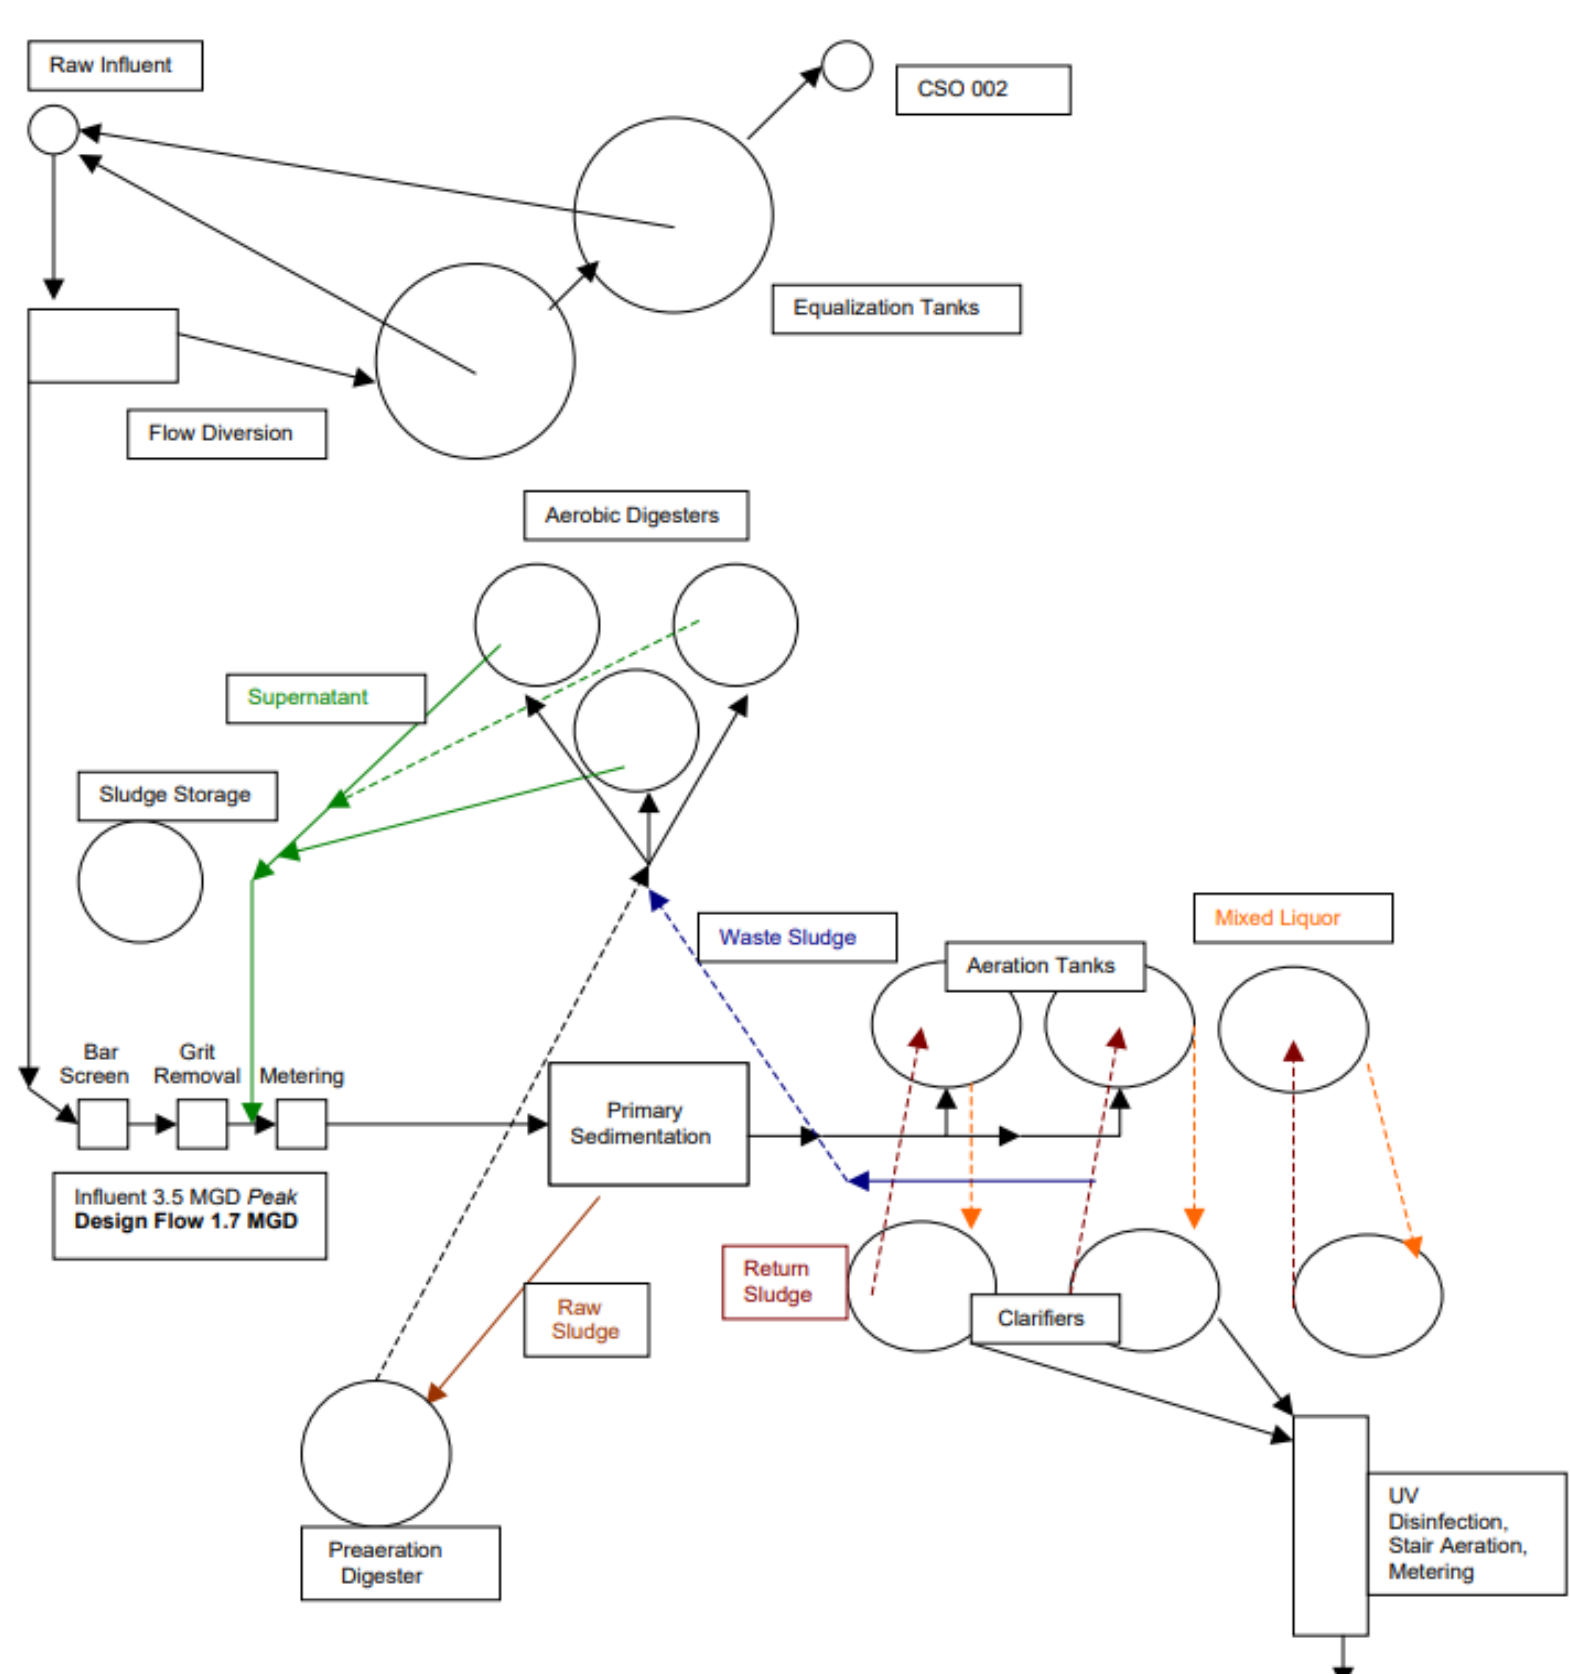 Raw Influent
CSO 002
Equalization Tanks
Flow Diversion
Aerobic Digesters
Supernatant
Sludge Storage
Waste Sludge
Mixed Liquor
Aeration Tanks
Bar
Screen
Grit
Removal
Metering
Primary
Sedimentation
Influent 3.5 MGD Peak
Design Flow 1.7 MGD
Return
Sludge
Raw
Sludge
Clarifiers
UV
Disinfection,
Stair Aeration,
Metering
Preaeration
Digester